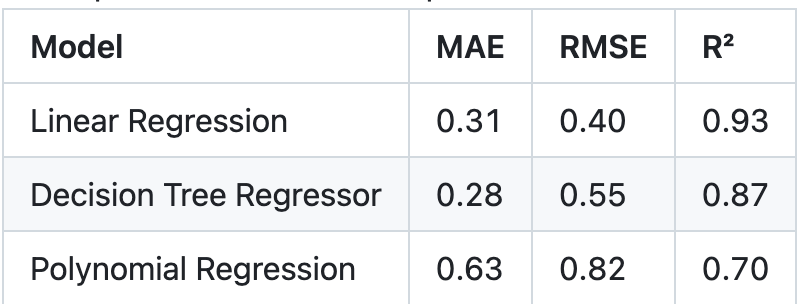 Model MAE RMSE R²
Linear Regression 0.31 0.40 0.93
Decision Tree Regressor 0.28 0.55 0.87
Polynomial Regression 0.63 0.82 0.70